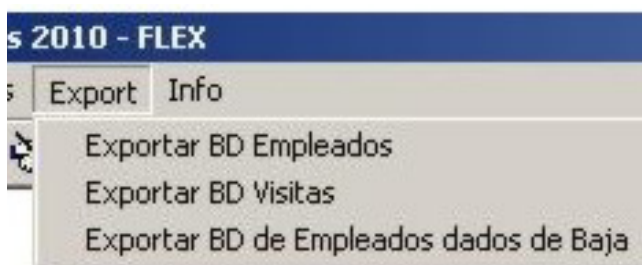 s 2010 - FLEX
s Export Info
Exportar BD Empleados
Exportar BD Visitas
Exportar BD de Empleados dados de Baja